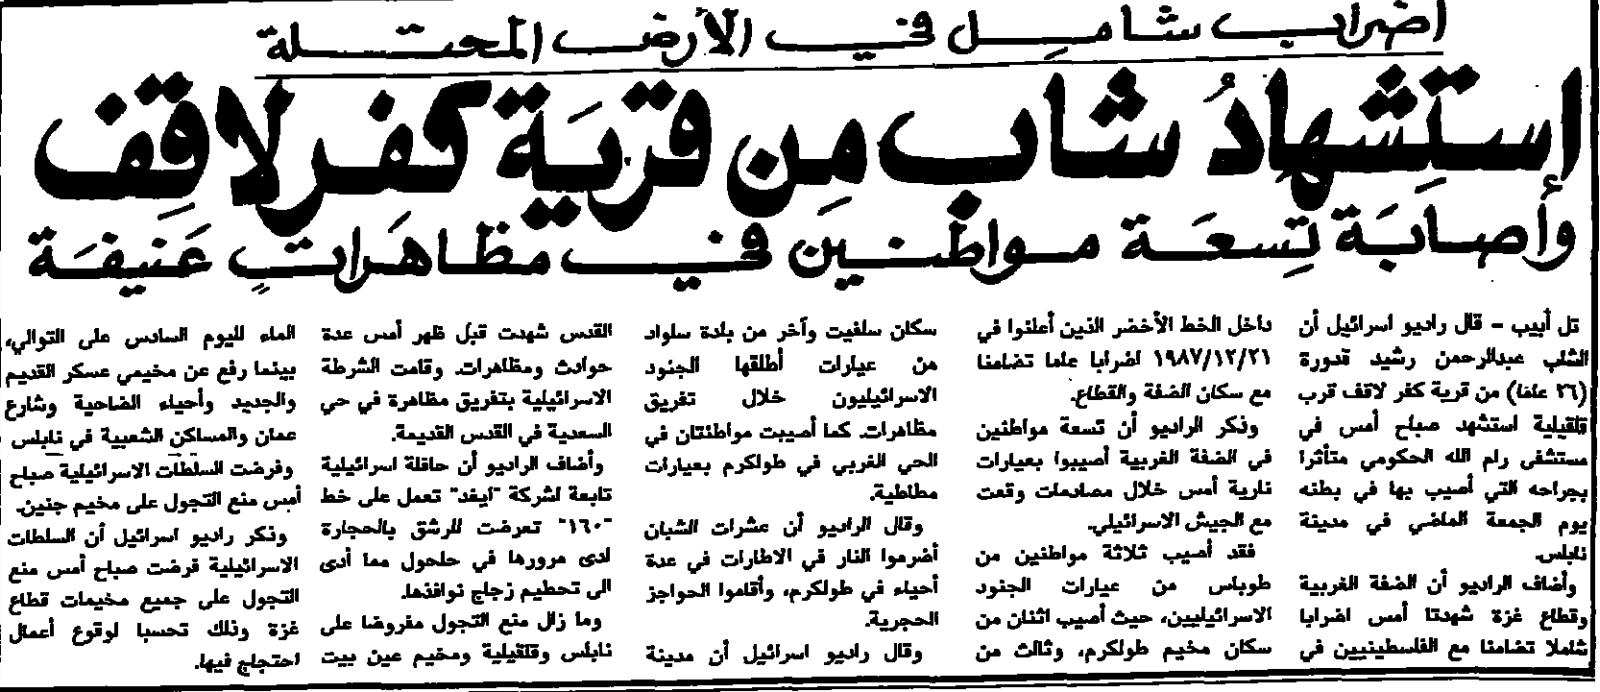 اضراب شامل في الأرض المحتلة
استشهاد شاب من قرية كفر لاقف
وأصابة تسعة مواطنين في مظاهرات عنيفة
تل أبيب – قال راديو اسرائيل أن
الشاب عبدالرحمن رشيد قدورة
(٢٦ عاما) من قرية كفر لاقف قرب
قلقيلية استشهد صباح أمس في
مستشفى رام الله الحكومي متأثرا
بجراحه التي أصيب بها في بطنه
يوم الجمعة الماضي في مدينة
نابلس.
وأضاف الراديو أن الضفة الغربية
وقطاع غزة شهدتا أمس اضرابا
شاملا تضامنا مع الفلسطينيين في
داخل الخط الأخضر الذين أعلنوا في
١٩٨٧/١٢/٢١ اضرابا عاما تضامنا
مع سكان الضفة والقطاع.
وذكر الراديو أن تسعة مواطنين
في الضفة الغربية أصيبوا بعيارات
نارية أمس خلال مصادمات وقعت
مع الجيش الاسرائيلي.
فقد أصيب ثلاثة مواطنين من
طوباس من عيارات الجنود
الاسرائيليين، حيث أصيب اثنان من
سكان مخيم طولكرم، وثالث من
سكان سلفيت وآخر من بلدة سلواد
من عيارات أطلقها الجنود
الاسرائيليون خلال تفريق
مظاهرات. كما أصيبت مواطنتان في
الحي الغربي في طولكرم بعيارات
مطاطية.
وقال الراديو أن عشرات الشبان
أضرموا النار في الاطارات في عدة
أحياء في طولكرم، وأقاموا الحواجز
الحجرية.
وقال راديو اسرائيل أن مدينة
القدس شهدت قبل ظهر أمس عدة
حوادث ومظاهرات. وقامت الشرطة
الاسرائيلية بتفريق مظاهرة في حي
السعدية في القدس القديمة.
وأضاف الراديو أن حافلة اسرائيلية
تابعة لشركة "ايغد" تعمل على خط
"١٦٠" تعرضت للرشق بالحجارة
لدى مرورها في حلحول مما أدى
الى تحطيم زجاج نوافذها.
وما زال منع التجول مفروضا على
نابلس وقلقيلية ومخيم عين بيت
الماء لليوم السادس على التوالي،
بينما رفع عن مخيمي عسكر القديم
والجديد وأحياء الضاحية وشارع
عمان والمساكن الشعبية في نابلس
وفرضت السلطات الاسرائيلية صباح
أمس منع التجول على مخيم جنين.
وذكر راديو اسرائيل أن السلطات
الاسرائيلية فرضت صباح أمس منع
التجول على جميع مخيمات قطاع
غزة وذلك تحسبا لوقوع أعمال
احتجاج فيها.